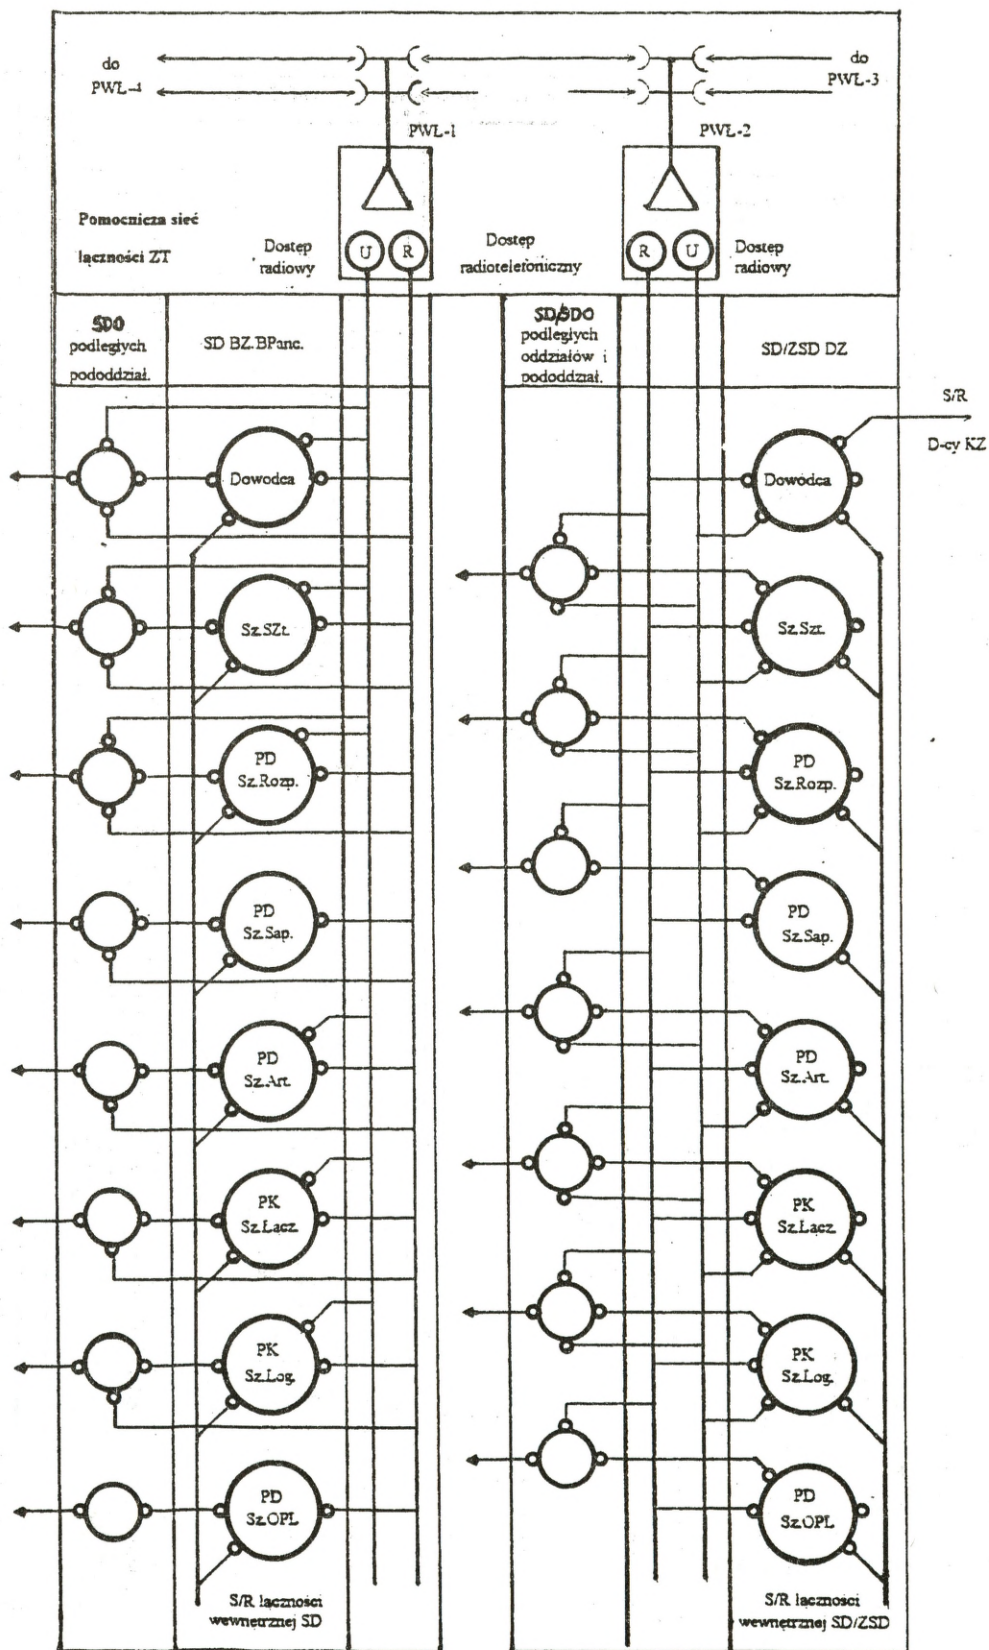 do
PWL-4
do
PWL-3
PWL-1
PWL-2
Pomocnicza sieć
łączności ZT
Dostęp
radiowy
U
R
Dostęp
radiotelefoniczny
R
U
Dostęp
radiowy
SDO
podległych
pododdział.
SD BZ.BPanc.
SD/SDO
podległych
oddziałów i
pododdział.
SD/ZSD DZ
S/R
D-cy KZ
Dowódca
Dowódca
Sz.SZt.
Sz.Szt.
PD
Sz.Rozp.
PD
Sz.Rozp.
PD
Sz.Sap.
PD
Sz.Sap.
PD
Sz.Art.
PD
Sz.Art.
PK
Sz.Łącz.
PK
Sz.Łącz.
PK
Sz.Log.
PK
Sz.Log.
PD
Sz.OPL
PD
Sz.OPL
S/R łączności
wewnętrznej SD
S/R łączności
wewnętrznej SD/ZSD